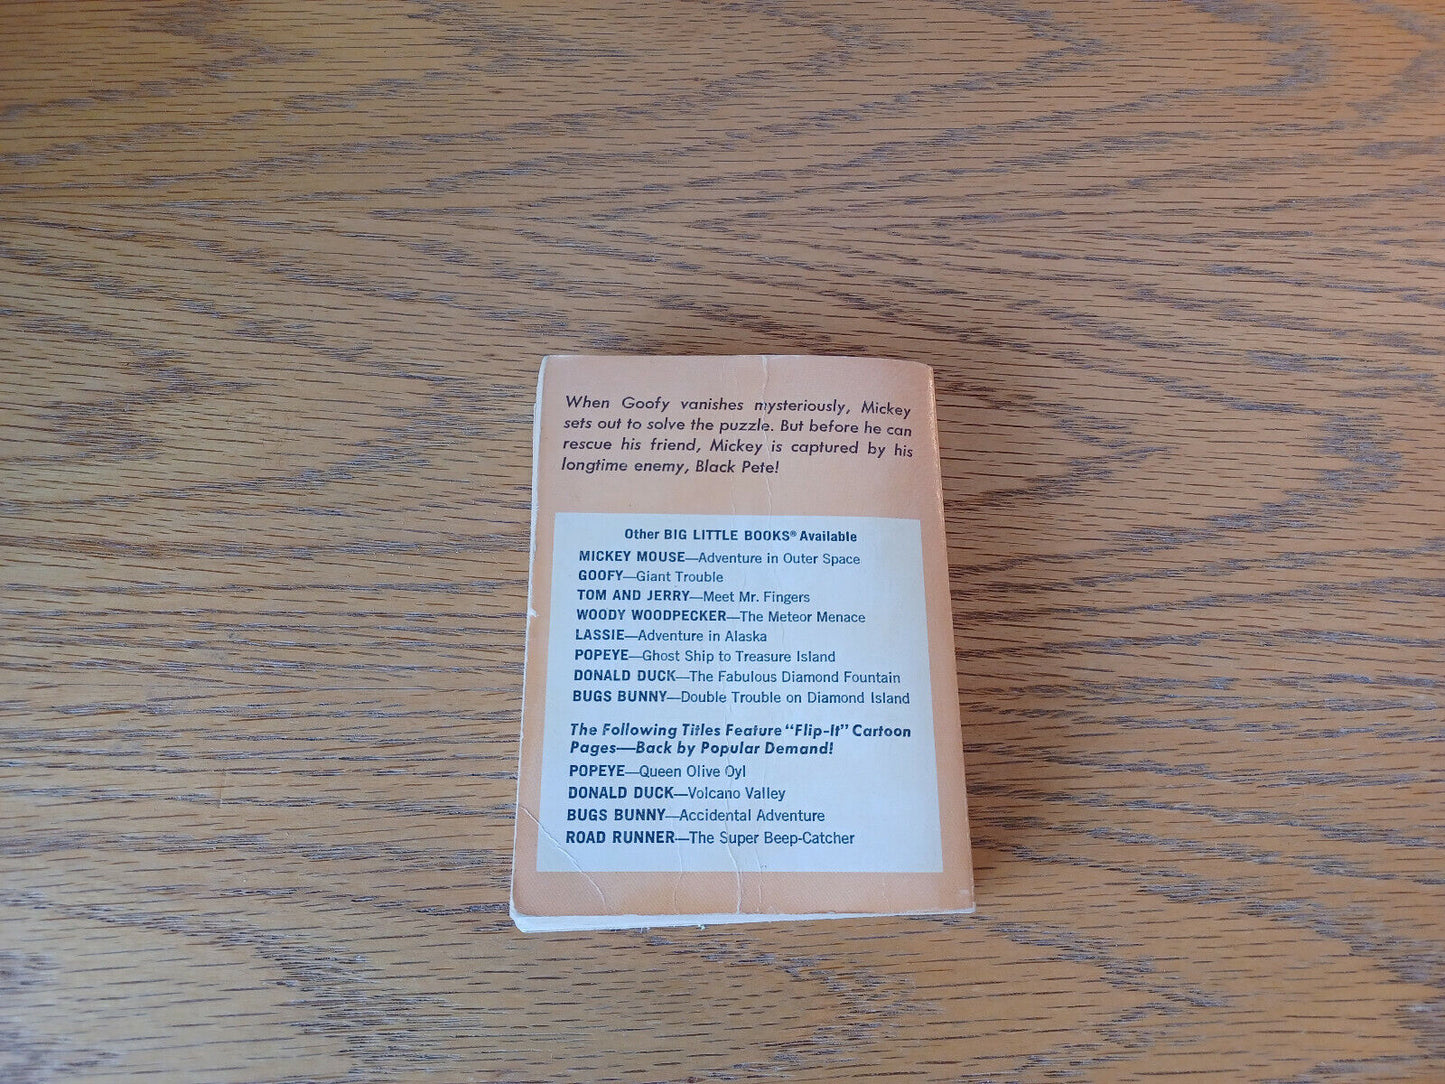 When Goofy vanishes mysteriously, Mickey
sets out to solve the puzzle. But before he can
rescue his friend, Mickey is captured by his
longtime enemy, Black Pete!
Other BIG LITTLE BOOKS® Available
MICKEY MOUSE—Adventure in Outer Space
GOOFY—Giant Trouble
TOM AND JERRY—Meet Mr. Fingers
WOODY WOODPECKER—The Meteor Menace
LASSIE—Adventure in Alaska
POPEYE—Ghost Ship to Treasure Island
DONALD DUCK—The Fabulous Diamond Fountain
BUGS BUNNY—Double Trouble on Diamond Island
The Following Titles Feature “Flip-It” Cartoon
Pages—Back by Popular Demand!
POPEYE—Queen Olive Oyl
DONALD DUCK—Volcano Valley
BUGS BUNNY—Accidental Adventure
ROAD RUNNER—The Super Beep-Catcher